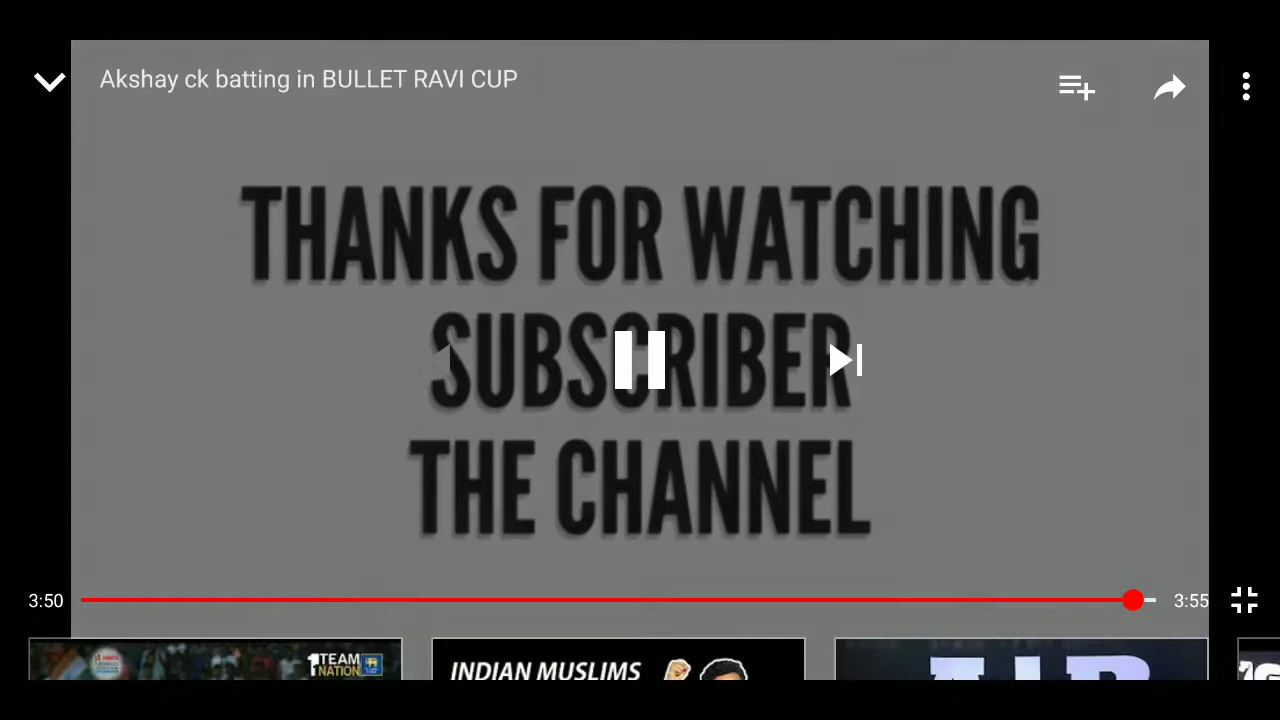 Akshay ck batting in BULLET RAVI CUP
THANKS FOR WATCHING
SUBSCRIBER
THE CHANNEL
3:50
3:55
1TEAM
NATION
INDIAN MUSLIMS